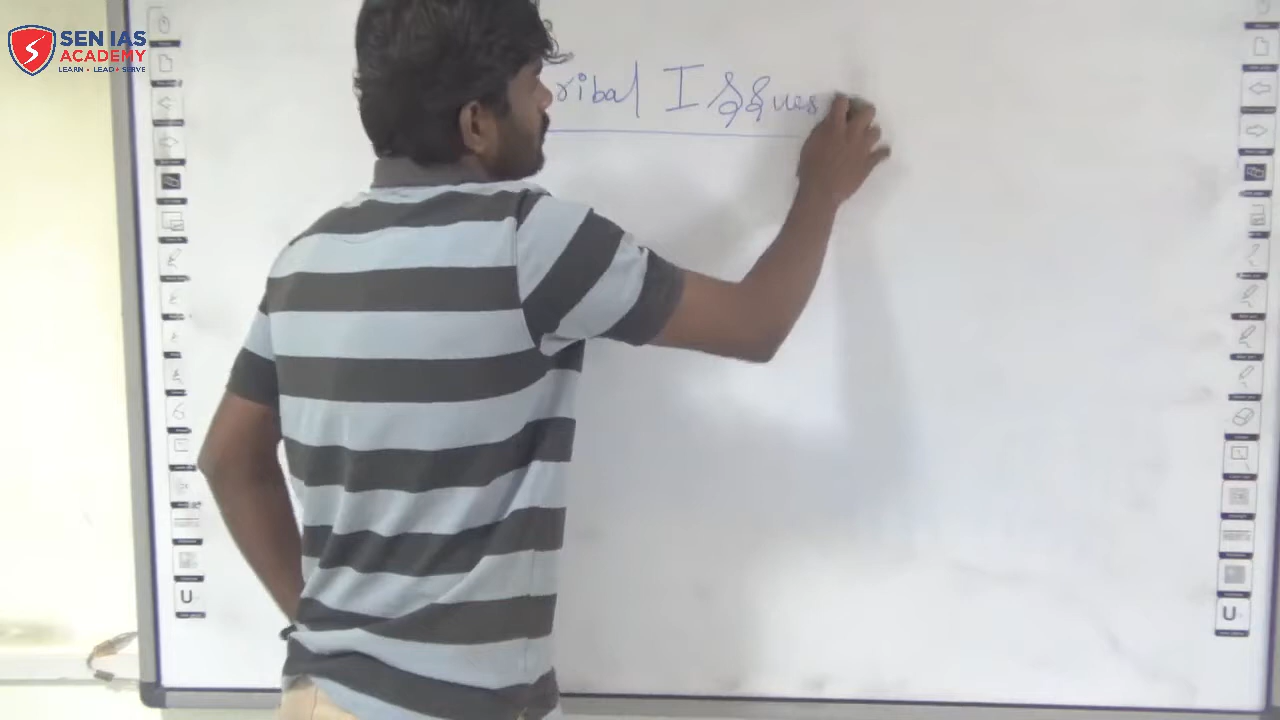 SEN IAS
ACADEMY
LEARN • LEAD • SERVE
ribal Issues
U
U